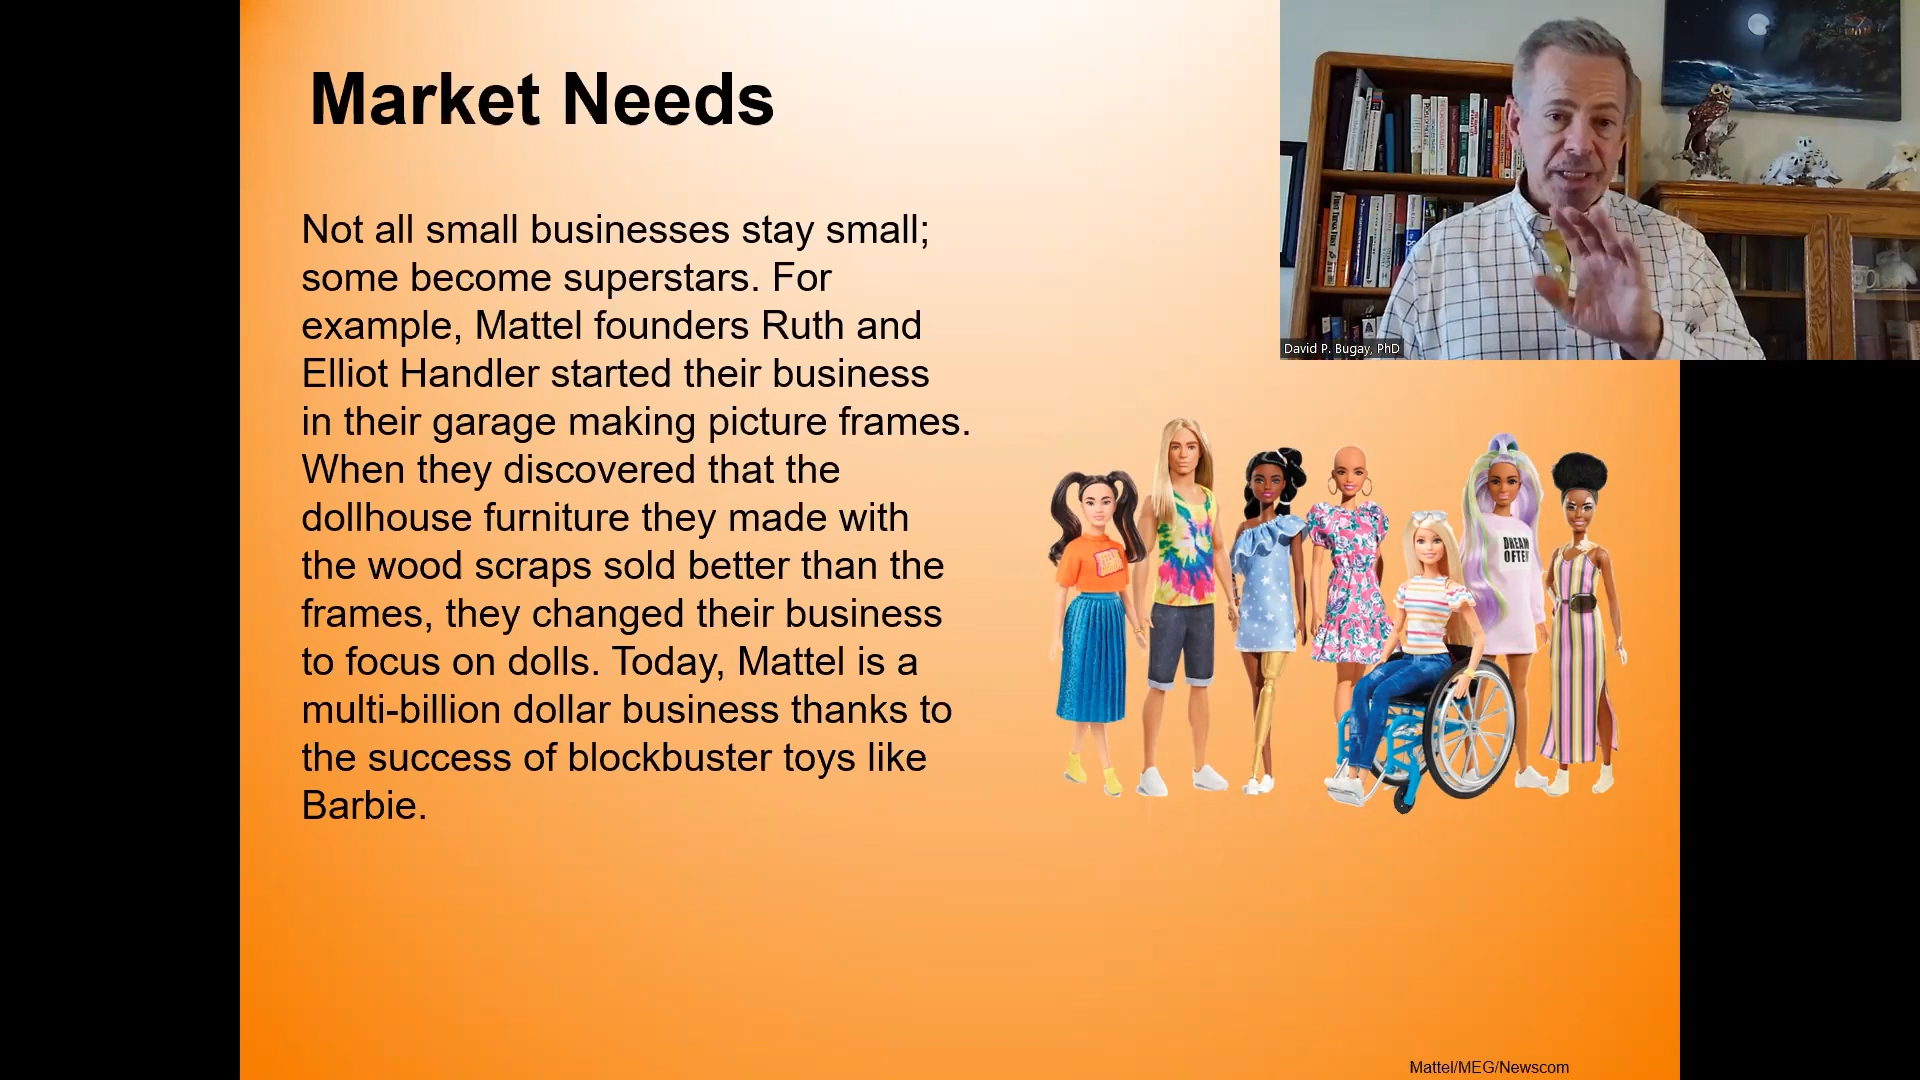 Market Needs
Not all small businesses stay small;
some become superstars. For
example, Mattel founders Ruth and
Elliot Handler started their business
in their garage making picture frames.
When they discovered that the
dollhouse furniture they made with
the wood scraps sold better than the
frames, they changed their business
to focus on dolls. Today, Mattel is a
multi-billion dollar business thanks to
the success of blockbuster toys like
Barbie.
David P. Bugay, PhD
DREAM
OFTEN
Mattel/MEG/Newscom